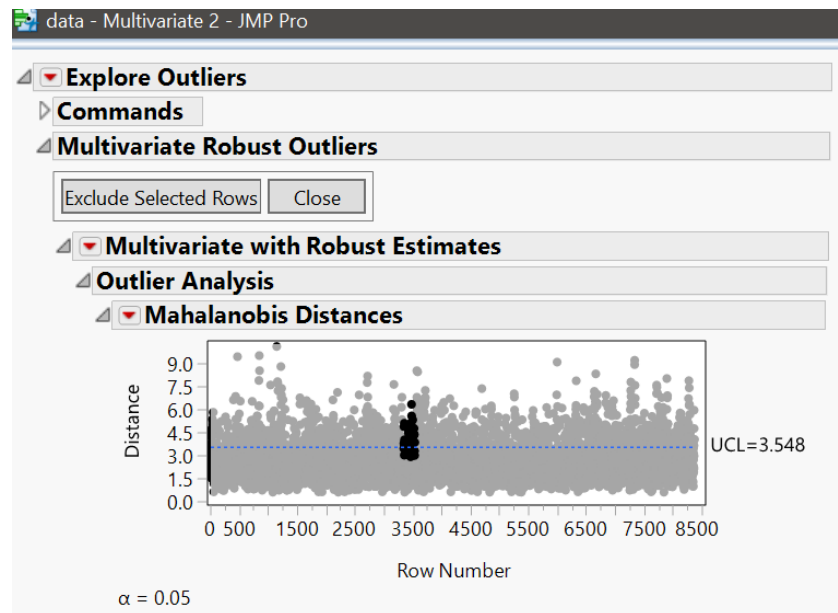 data - Multivariate 2 - JMP Pro
Explore Outliers
Commands
Multivariate Robust Outliers
Exclude Selected Rows Close
Multivariate with Robust Estimates
Outlier Analysis
Mahalanobis Distances
9.0
7.5
6.0
4.5
3.0
1.5
0.0
Distance
UCL=3.548
0 500 1500 2500 3500 4500 5500 6500 7500 8500
Row Number
α = 0.05